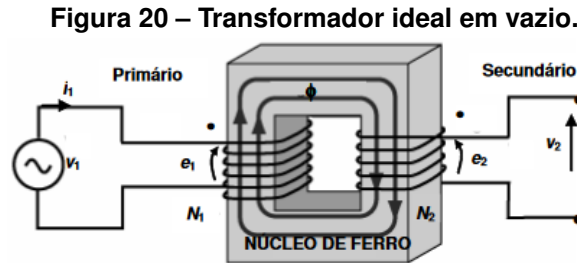 Figura 20 – Transformador ideal em vazio.
Primário
Secundário
i1
ϕ
v1
e1
e2
v2
N1
N2
NÚCLEO DE FERRO